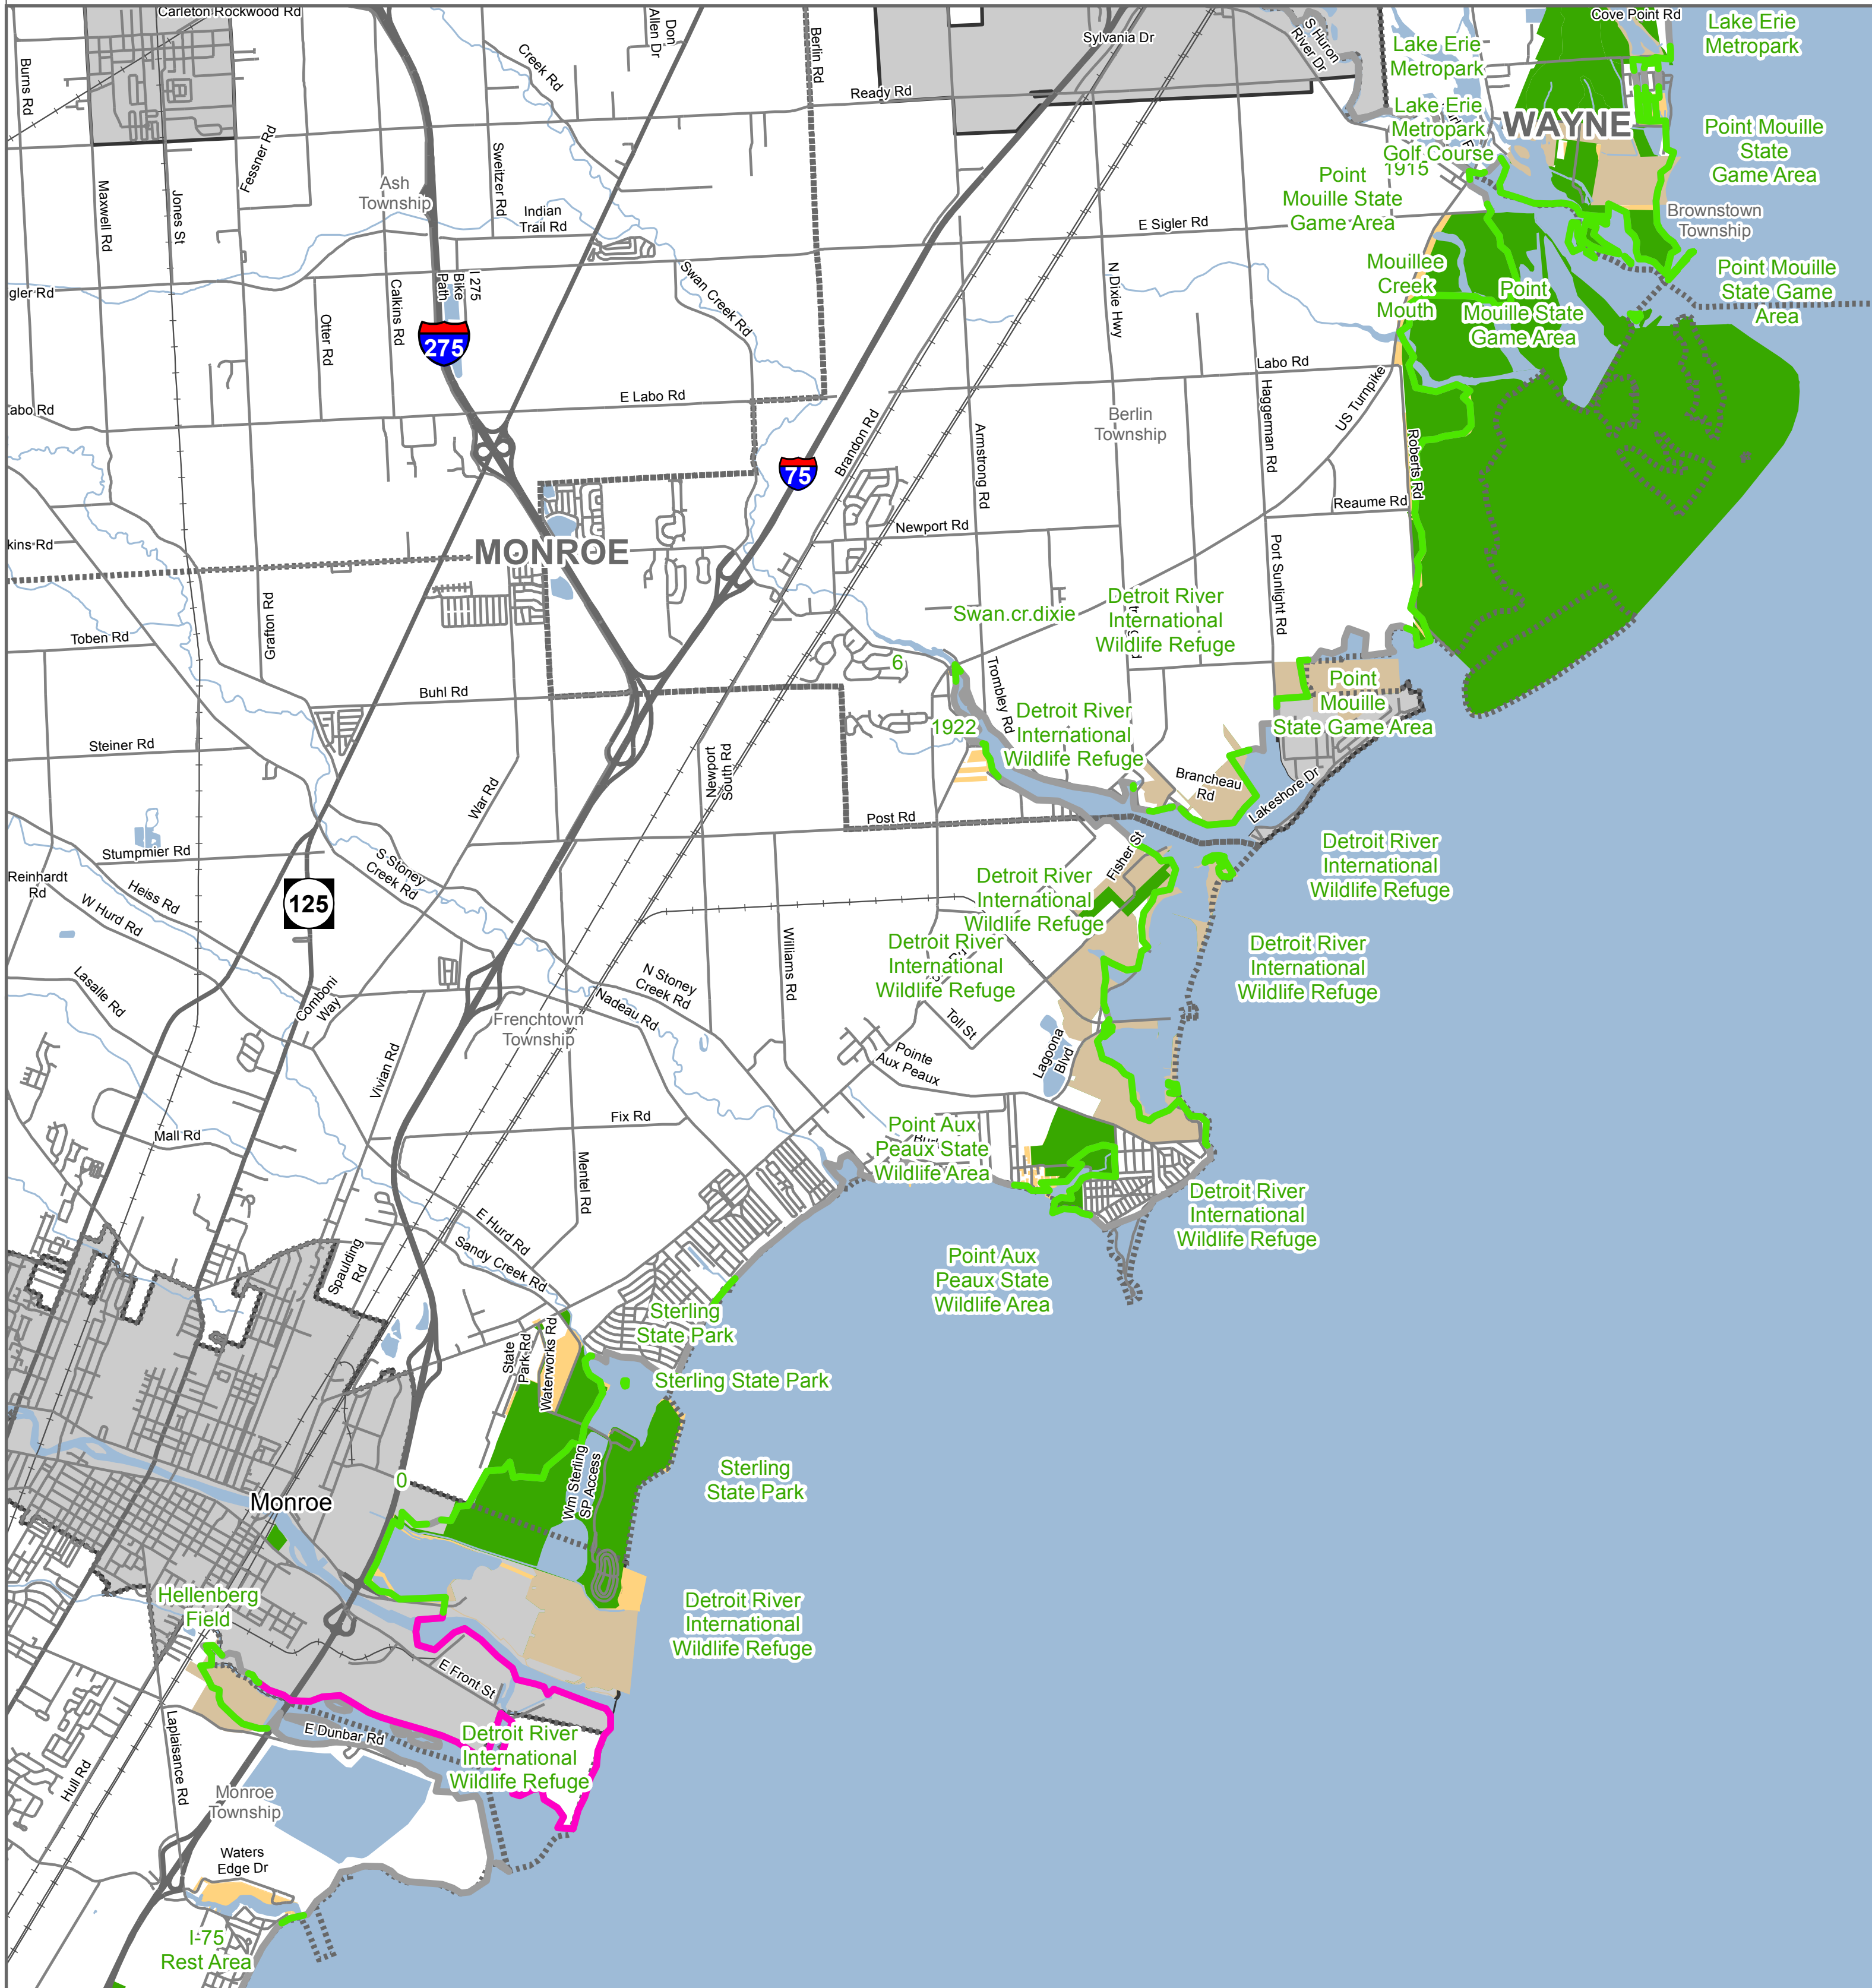 Carleton Rockwood Rd
Don
Allen Dr
Berlin Rd
Sylvania Dr
S Huron
River Dr
Cove Point Rd
Lake Erie
Metropark
Lake Erie
Metropark
Burns Rd
Creek Rd
Ready Rd
Lake Erie
Metropark
Golf Course
1915
WAYNE
Point Mouille
State
Game Area
Fessner Rd
Maxwell Rd
Jones St
Ash
Township
Sweitzer Rd
Indian
Trail Rd
Point
Mouille State
Game Area
E Sigler Rd
Brownstown
Township
gler Rd
Calkins Rd
I 275
Bike
Path
Swan Creek Rd
N Dixie Hwy
Mouillee
Creek
Mouth
Point
Mouille State
Game Area
Point Mouille
State Game
Area
Otter Rd
275
Labo Rd
Haggerman Rd
US Turnpike
abo Rd
E Labo Rd
Berlin
Township
Brandon Rd
Armstrong Rd
75
Roberts Rd
Reaume Rd
kins Rd
MONROE
Newport Rd
Port Sunlight Rd
Grafton Rd
Toben Rd
Swan.cr.dixie
Detroit River
International
Wildlife Refuge
6
Buhl Rd
Trombley Rd
Point
Mouille
State Game Area
1922
Detroit River
International
Wildlife Refuge
Steiner Rd
Newport
South Rd
War Rd
Brancheau
Rd
Lakeshore Dr
Post Rd
Stumpmier Rd
S Stoney
Creek Rd
Fisher St
Detroit River
International
Wildlife Refuge
Reinhardt
Rd
Heiss Rd
W Hurd Rd
125
Detroit River
International
Wildlife Refuge
Detroit River
International
Wildlife Refuge
Detroit River
International
Wildlife Refuge
Williams Rd
Lasalle Rd
Comboni
Way
N Stoney
Creek Rd
Nadeau Rd
Frenchtown
Township
Toll St
Lagoona
Blvd
Pointe
Aux Peaux
Vivian Rd
Fix Rd
Mall Rd
Point Aux
Peaux State
Wildlife Area
Mentel Rd
Detroit River
International
Wildlife Refuge
E Hurd Rd
Sandy Creek Rd
Spaulding
Rd
Point Aux
Peaux State
Wildlife Area
Sterling
State Park
State
Park Rd
Waterworks Rd
Sterling State Park
0
Wm Sterling
SP Access
Sterling
State Park
Monroe
Hellenberg
Field
Detroit River
International
Wildlife Refuge
E Front St
Laplaisance Rd
E Dunbar Rd
Detroit River
International
Wildlife Refuge
Hull Rd
Monroe
Township
Waters
Edge Dr
I-75
Rest Area